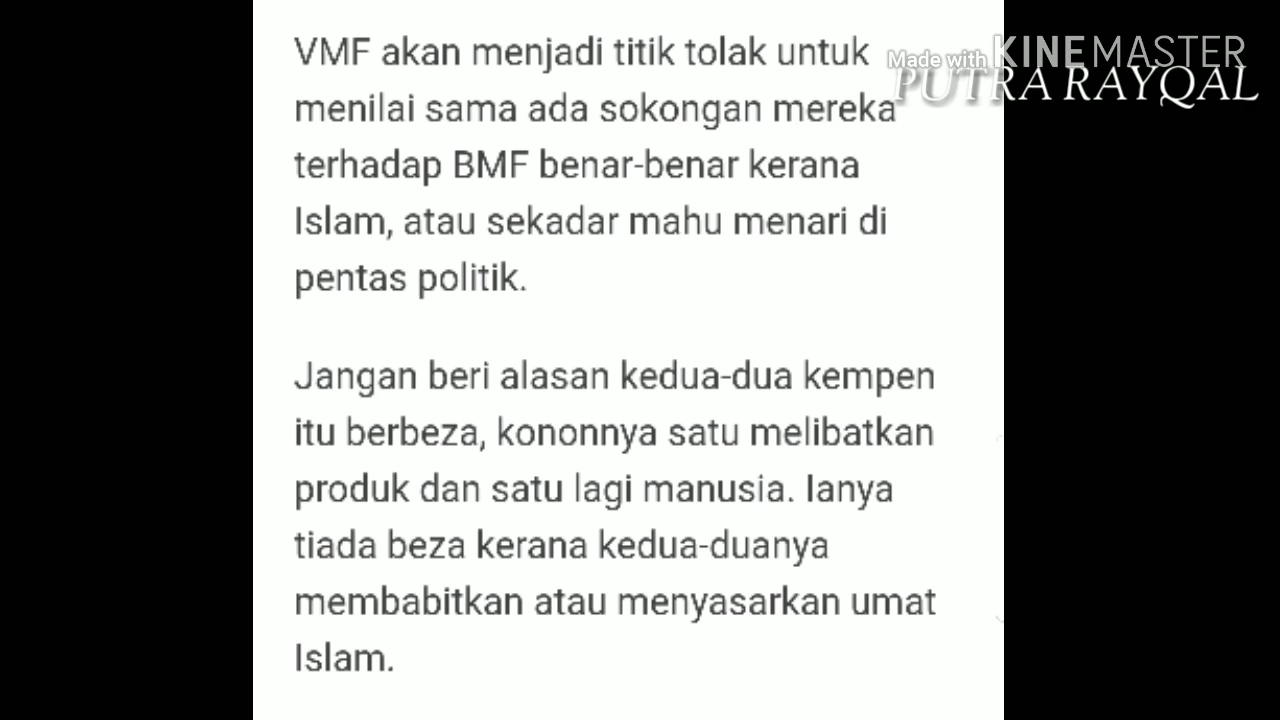 VMF akan menjadi titik tolak untuk
menilai sama ada sokongan mereka
terhadap BMF benar-benar kerana
Islam, atau sekadar mahu menari di
pentas politik.
Jangan beri alasan kedua-dua kempen
itu berbeza, kononnya satu melibatkan
produk dan satu lagi manusia. Ianya
tiada beza kerana kedua-duanya
membabitkan atau menyasarkan umat
Islam.
Made with KINEMASTER
PUTRA RAYQAL